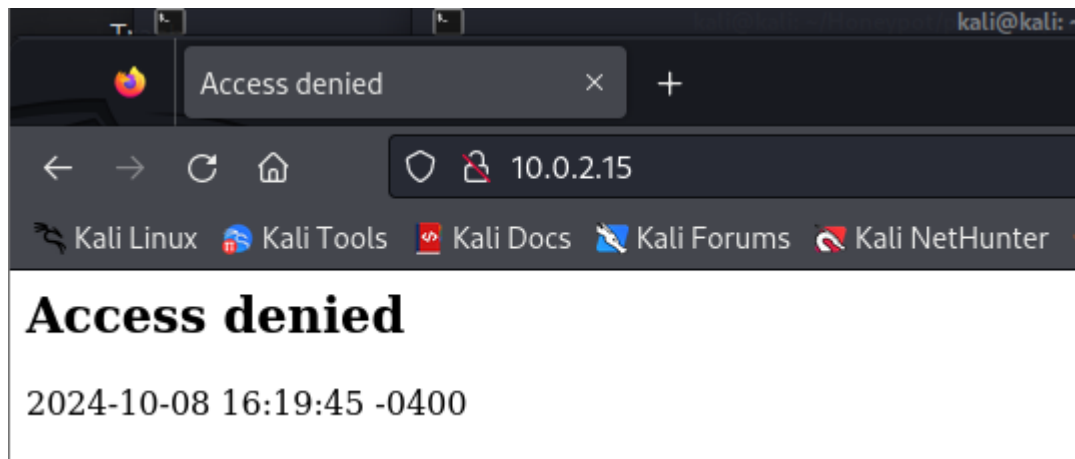 kali@kali: ~
Access denied
10.0.2.15
Kali Linux Kali Tools Kali Docs Kali Forums Kali NetHunter
Access denied
2024-10-08 16:19:45 -0400